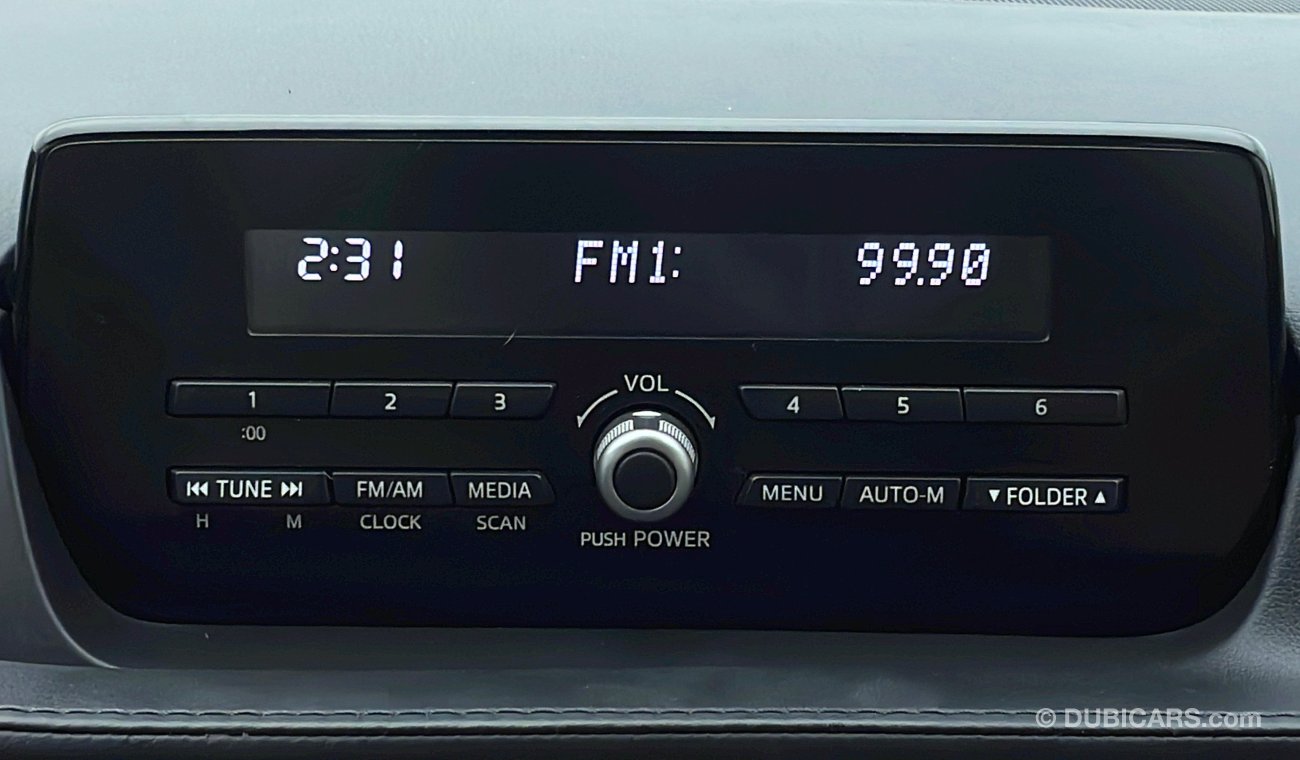 2:31 FM1: 99.90
VOL
1 2 3 4 5 6
:00
⏮ TUNE ⏭ FM/AM MEDIA MENU AUTO-M ▼ FOLDER ▲
H M CLOCK SCAN
PUSH POWER
© DUBICARS.com